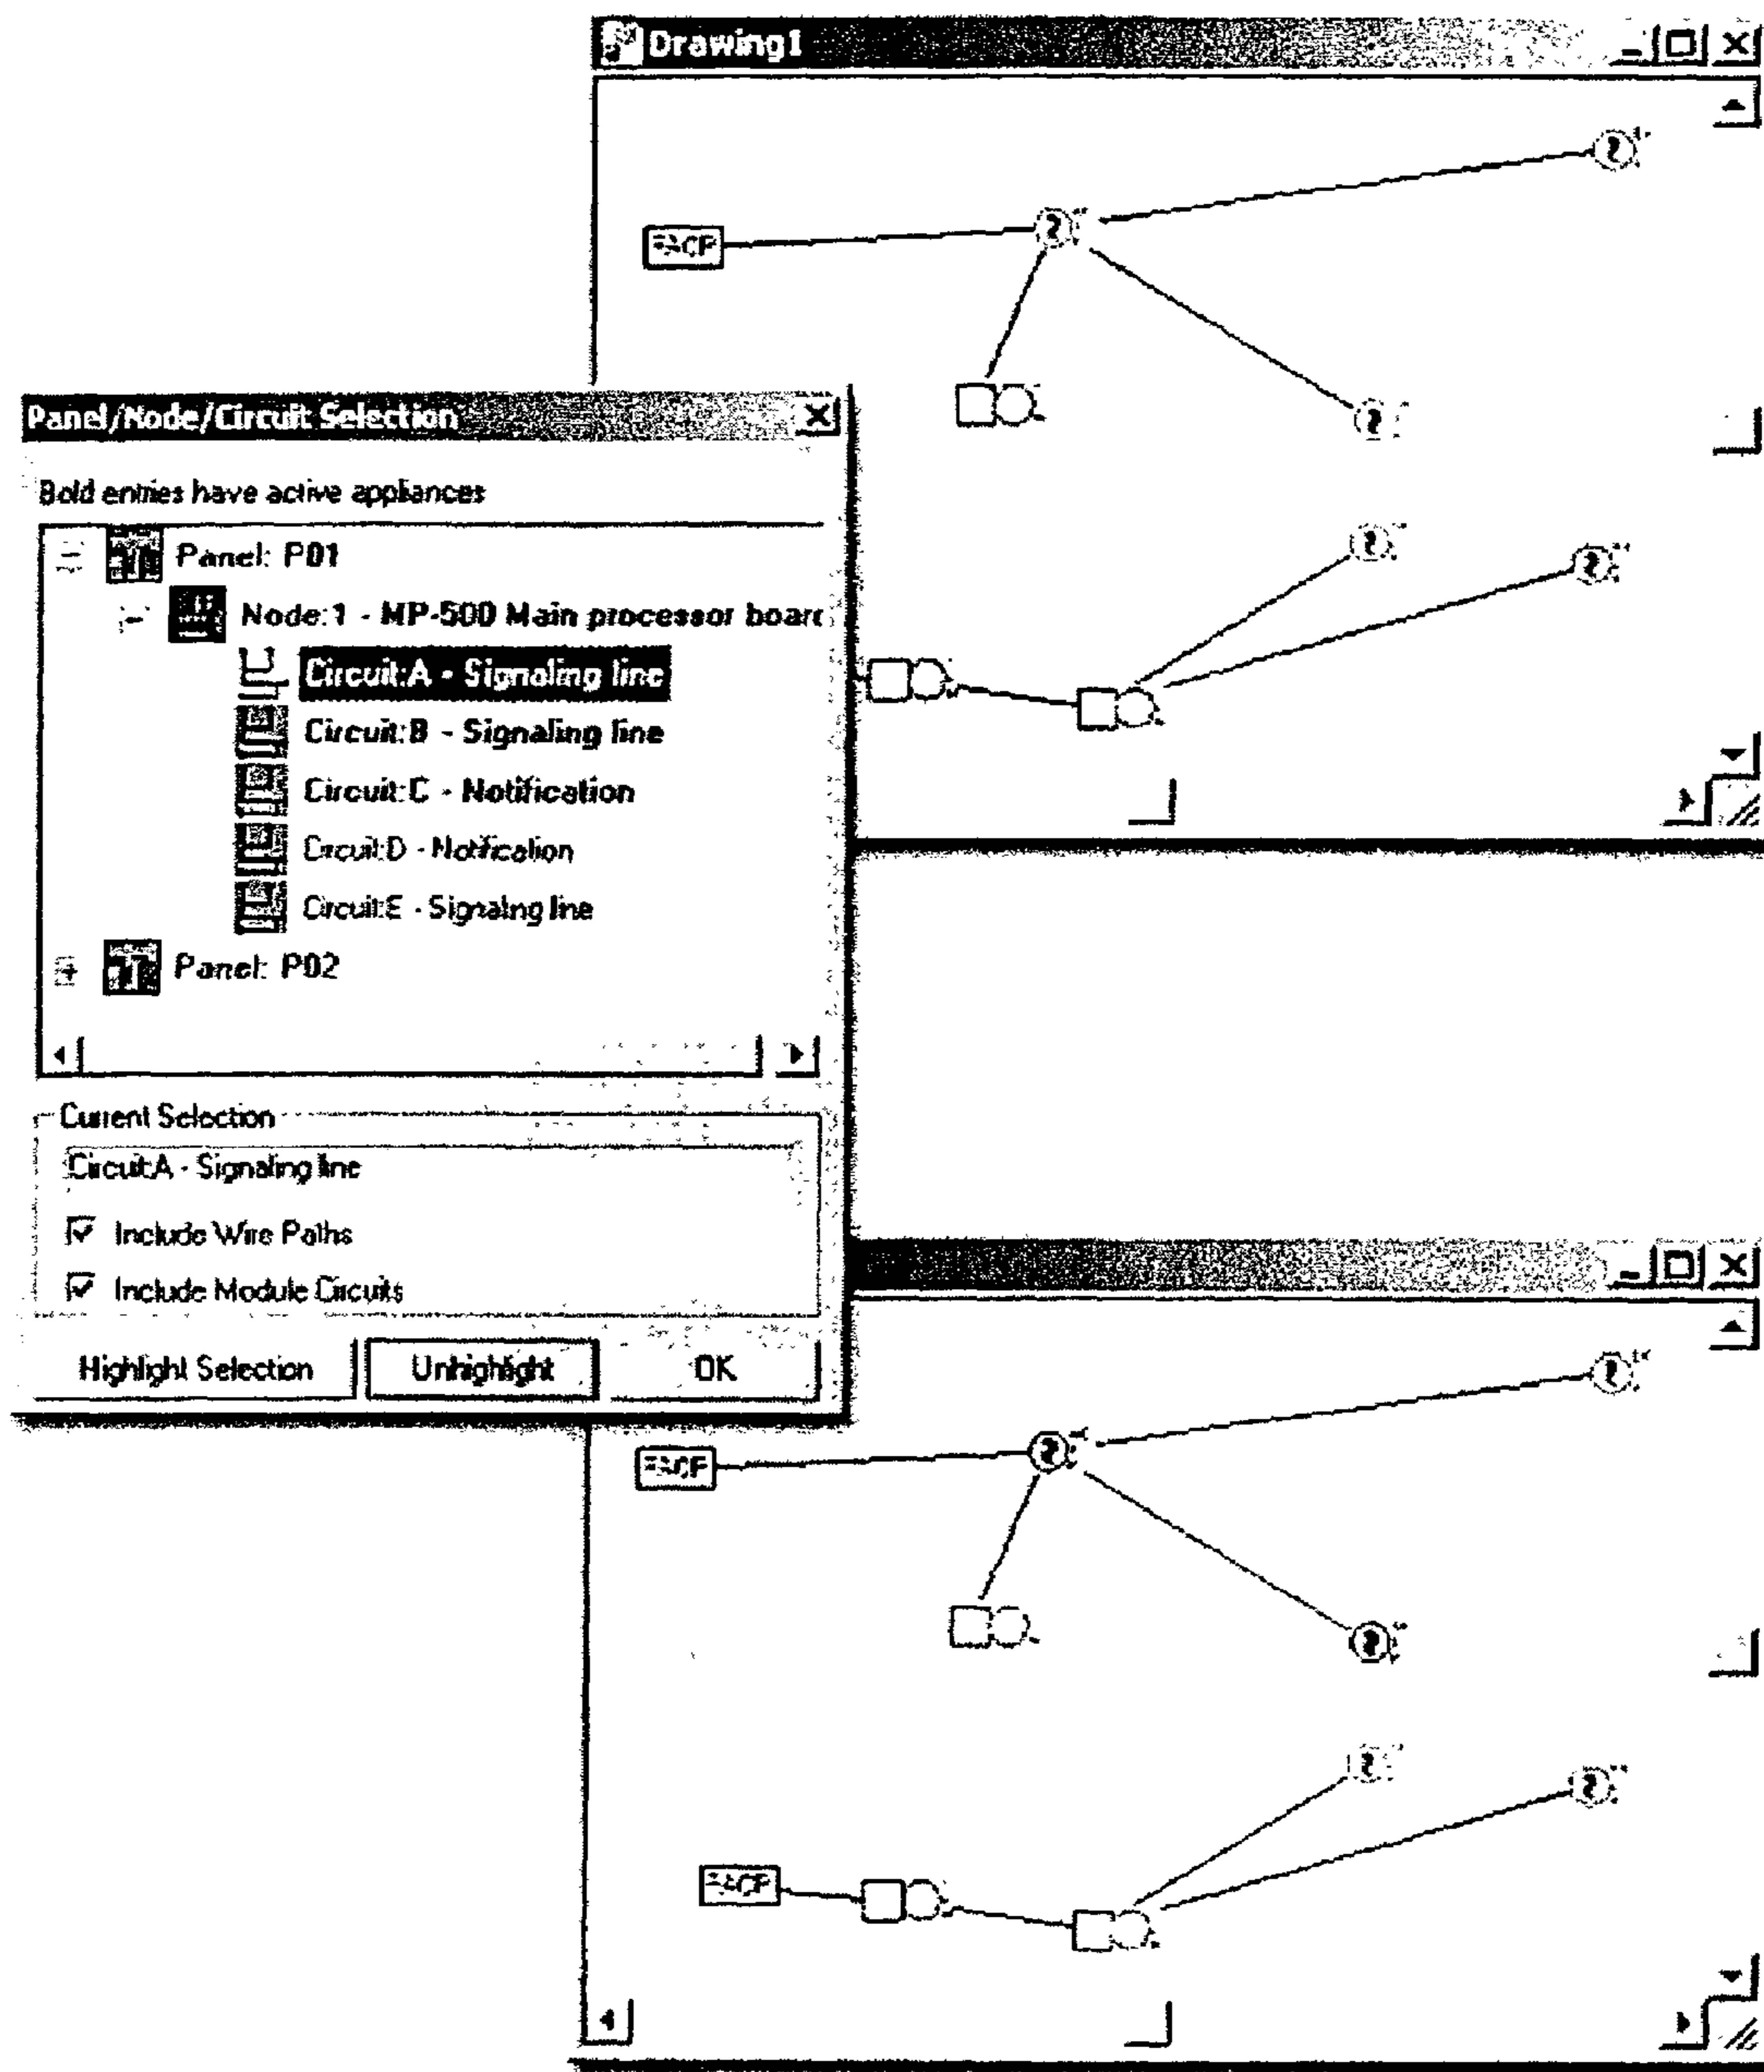 Drawing1
FACP
Panel/Node/Circuit Selection
Bold entries have active appliances
Panel: P01
Node:1 - MP-500 Main processor board
Circuit:A - Signaling line
Circuit:B - Signaling line
Circuit:C - Notification
Circuit:D - Notification
Circuit:E - Signalng line
Panel: P02
Current Selection
Circuit:A - Signaling line
Include Wire Paths
Include Module Circuits
Highlight Selection Unhighlight OK
FACP
FACP